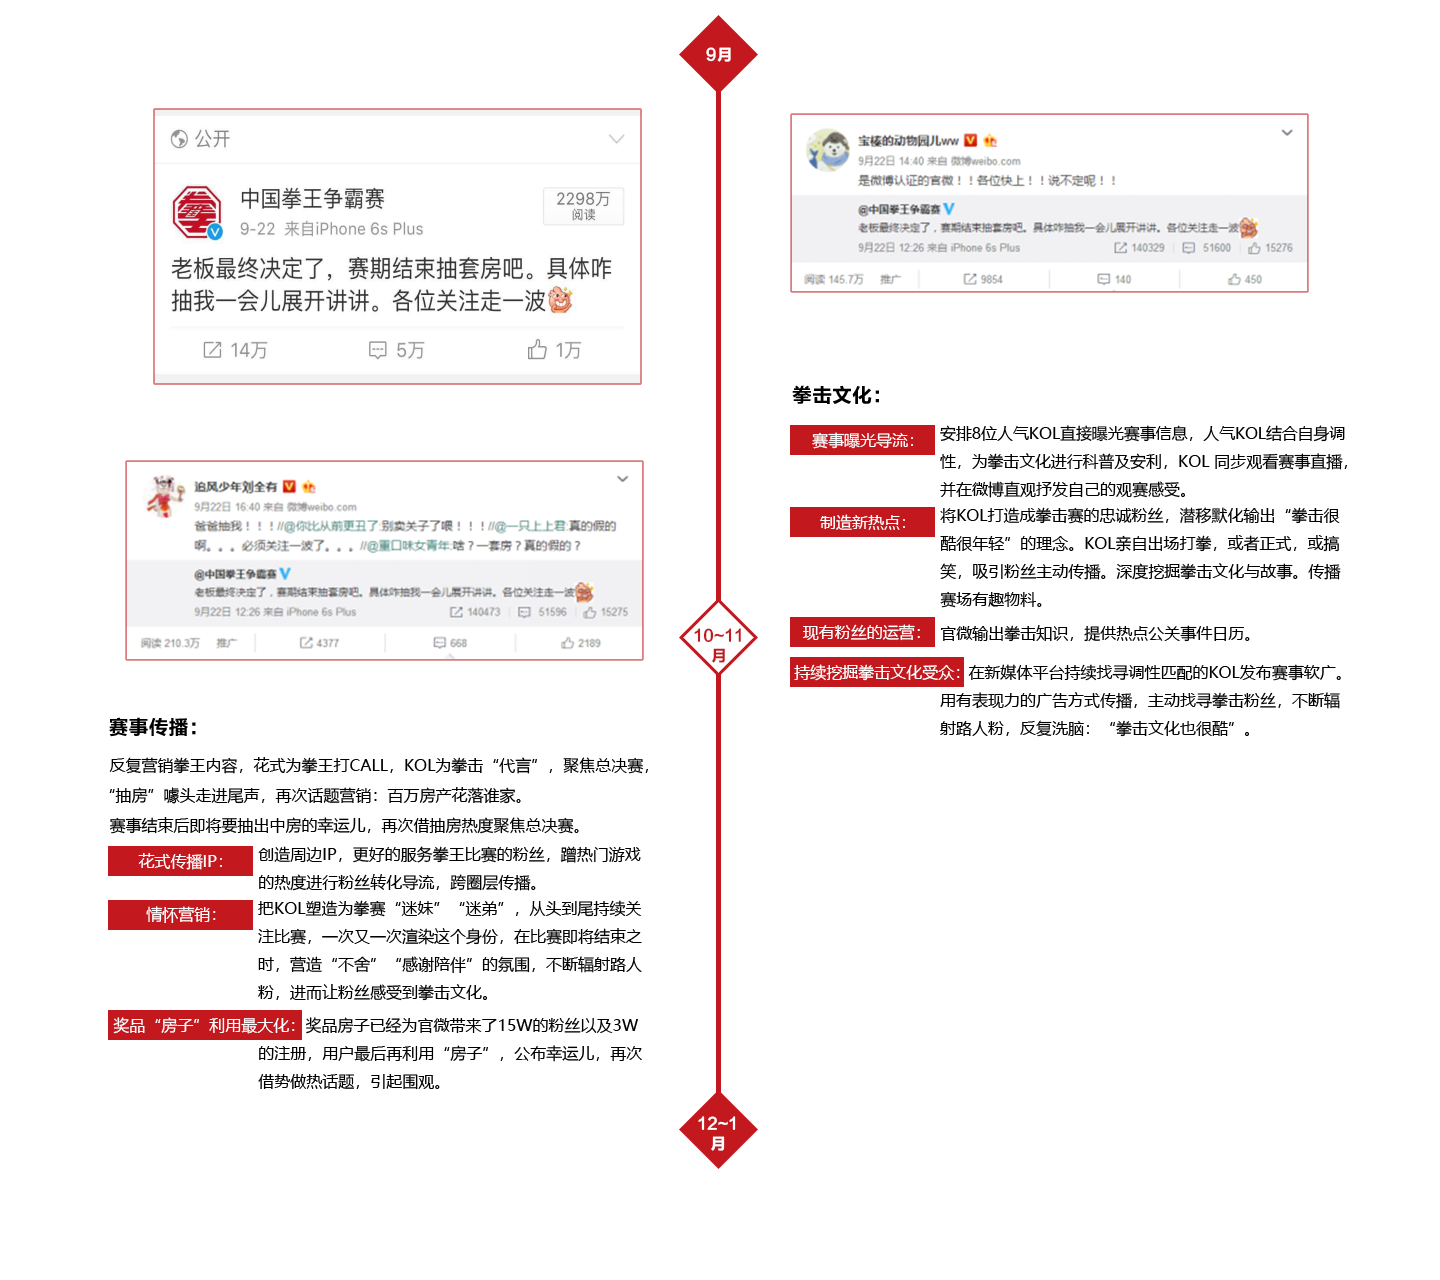 9月
公开
中国拳王争霸赛
2298万
阅读
9-22 来自iPhone 6s Plus
老板最终决定了，赛期结束抽套房吧。具体咋
抽我一会儿展开讲讲。各位关注走一波
14万 5万 1万
宝榛的动物园儿ww
9月22日 14:40 来自 微博weibo.com
是微博认证的官微！！各位快上！！说不定呢！！
@中国拳王争霸赛
老板最终决定了，赛期结束抽套房吧。具体咋抽我一会儿展开讲讲。各位关注走一波
9月22日 12:26 来自 iPhone 6s Plus 140329 51600 15276
阅读 145.7万 推广 9854 140 450
追风少年刘全有
9月22日 16:40 来自 微博weibo.com
爸爸抽我！！！//@你比从前更丑了:别卖关子了喂！！！//@一只上上君:真的假的
啊。。。必须关注一波了。。。//@重口味女青年:啥？一套房？真的假的？
@中国拳王争霸赛
老板最终决定了，赛期结束抽套房吧。具体咋抽我一会儿展开讲讲。各位关注走一波
9月22日 12:26 来自 iPhone 6s Plus 140473 51596 15275
阅读 210.3万 推广 4377 668 2189
拳击文化：
赛事曝光导流： 安排8位人气KOL直接曝光赛事信息，人气KOL结合自身调
性，为拳击文化进行科普及安利，KOL 同步观看赛事直播，
并在微博直观抒发自己的观赛感受。
制造新热点： 将KOL打造成拳击赛的忠诚粉丝，潜移默化输出“拳击很
酷很年轻”的理念。KOL亲自出场打拳，或者正式，或搞
笑，吸引粉丝主动传播。深度挖掘拳击文化与故事。传播
赛场有趣物料。
现有粉丝的运营： 官微输出拳击知识，提供热点公关事件日历。
持续挖掘拳击文化受众： 在新媒体平台持续找寻调性匹配的KOL发布赛事软广。
用有表现力的广告方式传播，主动找寻拳击粉丝，不断辐
射路人粉，反复洗脑：“拳击文化也很酷”。
10~11
月
赛事传播：
反复营销拳王内容，花式为拳王打CALL，KOL为拳击“代言”，聚焦总决赛，
“抽房”噱头走进尾声，再次话题营销：百万房产花落谁家。
赛事结束后即将要抽出中房的幸运儿，再次借抽房热度聚焦总决赛。
花式传播IP： 创造周边IP，更好的服务拳王比赛的粉丝，蹭热门游戏
的热度进行粉丝转化导流，跨圈层传播。
情怀营销： 把KOL塑造为拳赛“迷妹”“迷弟”，从头到尾持续关
注比赛，一次又一次渲染这个身份，在比赛即将结束之
时，营造“不舍”“感谢陪伴”的氛围，不断辐射路人
粉，进而让粉丝感受到拳击文化。
奖品“房子”利用最大化： 奖品房子已经为官微带来了15W的粉丝以及3W
的注册，用户最后再利用“房子”，公布幸运儿，再次
借势做热话题，引起围观。
12~1
月